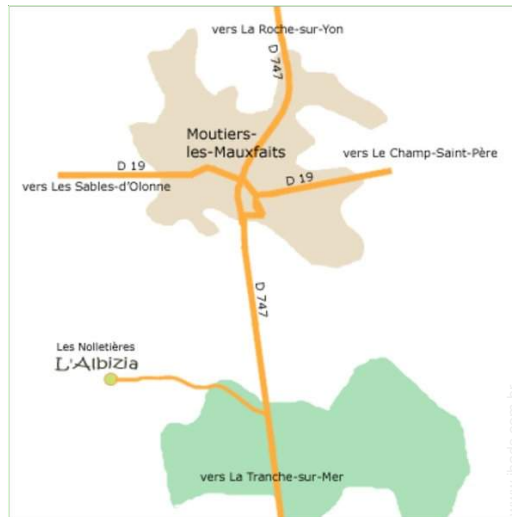 vers La Roche-sur-Yon
D 747
Moutiers-
les-Mauxfaits
vers Le Champ-Saint-Père
D 19
D 19
vers Les Sables-d'Olonne
D 747
Les Nolletières
L'Albizia
vers La Tranche-sur-Mer